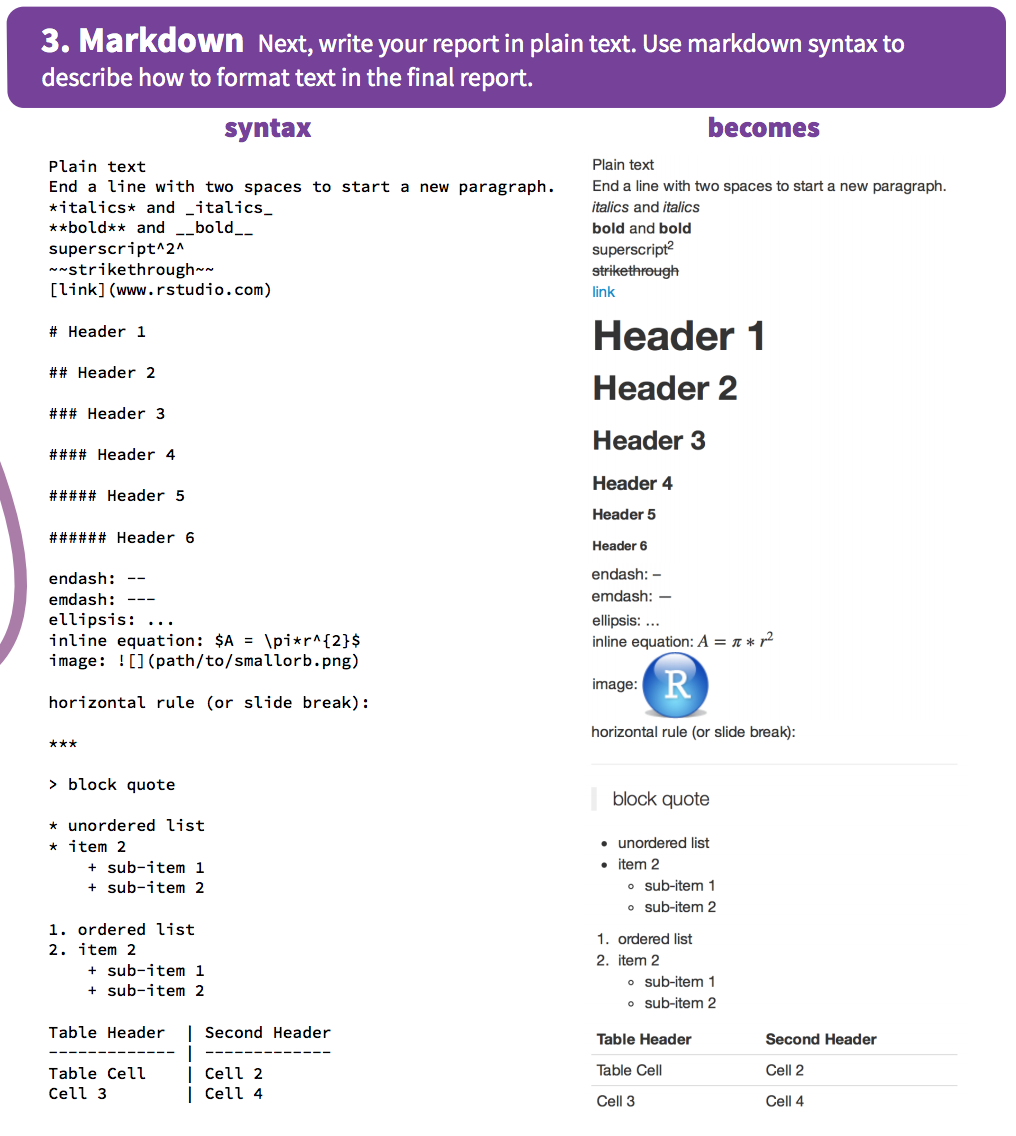 3. Markdown Next, write your report in plain text. Use markdown syntax to
describe how to format text in the final report.
syntax
Plain text
End a line with two spaces to start a new paragraph.
*italics* and _italics_
**bold** and __bold__
superscript^2^
~~strikethrough~~
[link](www.rstudio.com)
# Header 1
## Header 2
### Header 3
#### Header 4
##### Header 5
###### Header 6
endash: --
emdash: ---
ellipsis: ...
inline equation: $A = \pi*r^{2}$
image: ![](path/to/smallorb.png)
horizontal rule (or slide break):
***
> block quote
* unordered list
* item 2
    + sub-item 1
    + sub-item 2
1. ordered list
2. item 2
    + sub-item 1
    + sub-item 2
Table Header  | Second Header
------------- | -------------
Table Cell    | Cell 2
Cell 3        | Cell 4
becomes
Plain text
End a line with two spaces to start a new paragraph.
italics and italics
bold and bold
superscript²
strikethrough
link
Header 1
Header 2
Header 3
Header 4
Header 5
Header 6
endash: –
emdash: —
ellipsis: …
inline equation: A = π ∗ r²
image: R
horizontal rule (or slide break):
block quote
• unordered list
• item 2
◦ sub-item 1
◦ sub-item 2
1. ordered list
2. item 2
◦ sub-item 1
◦ sub-item 2
Table Header Second Header
Table Cell Cell 2
Cell 3 Cell 4